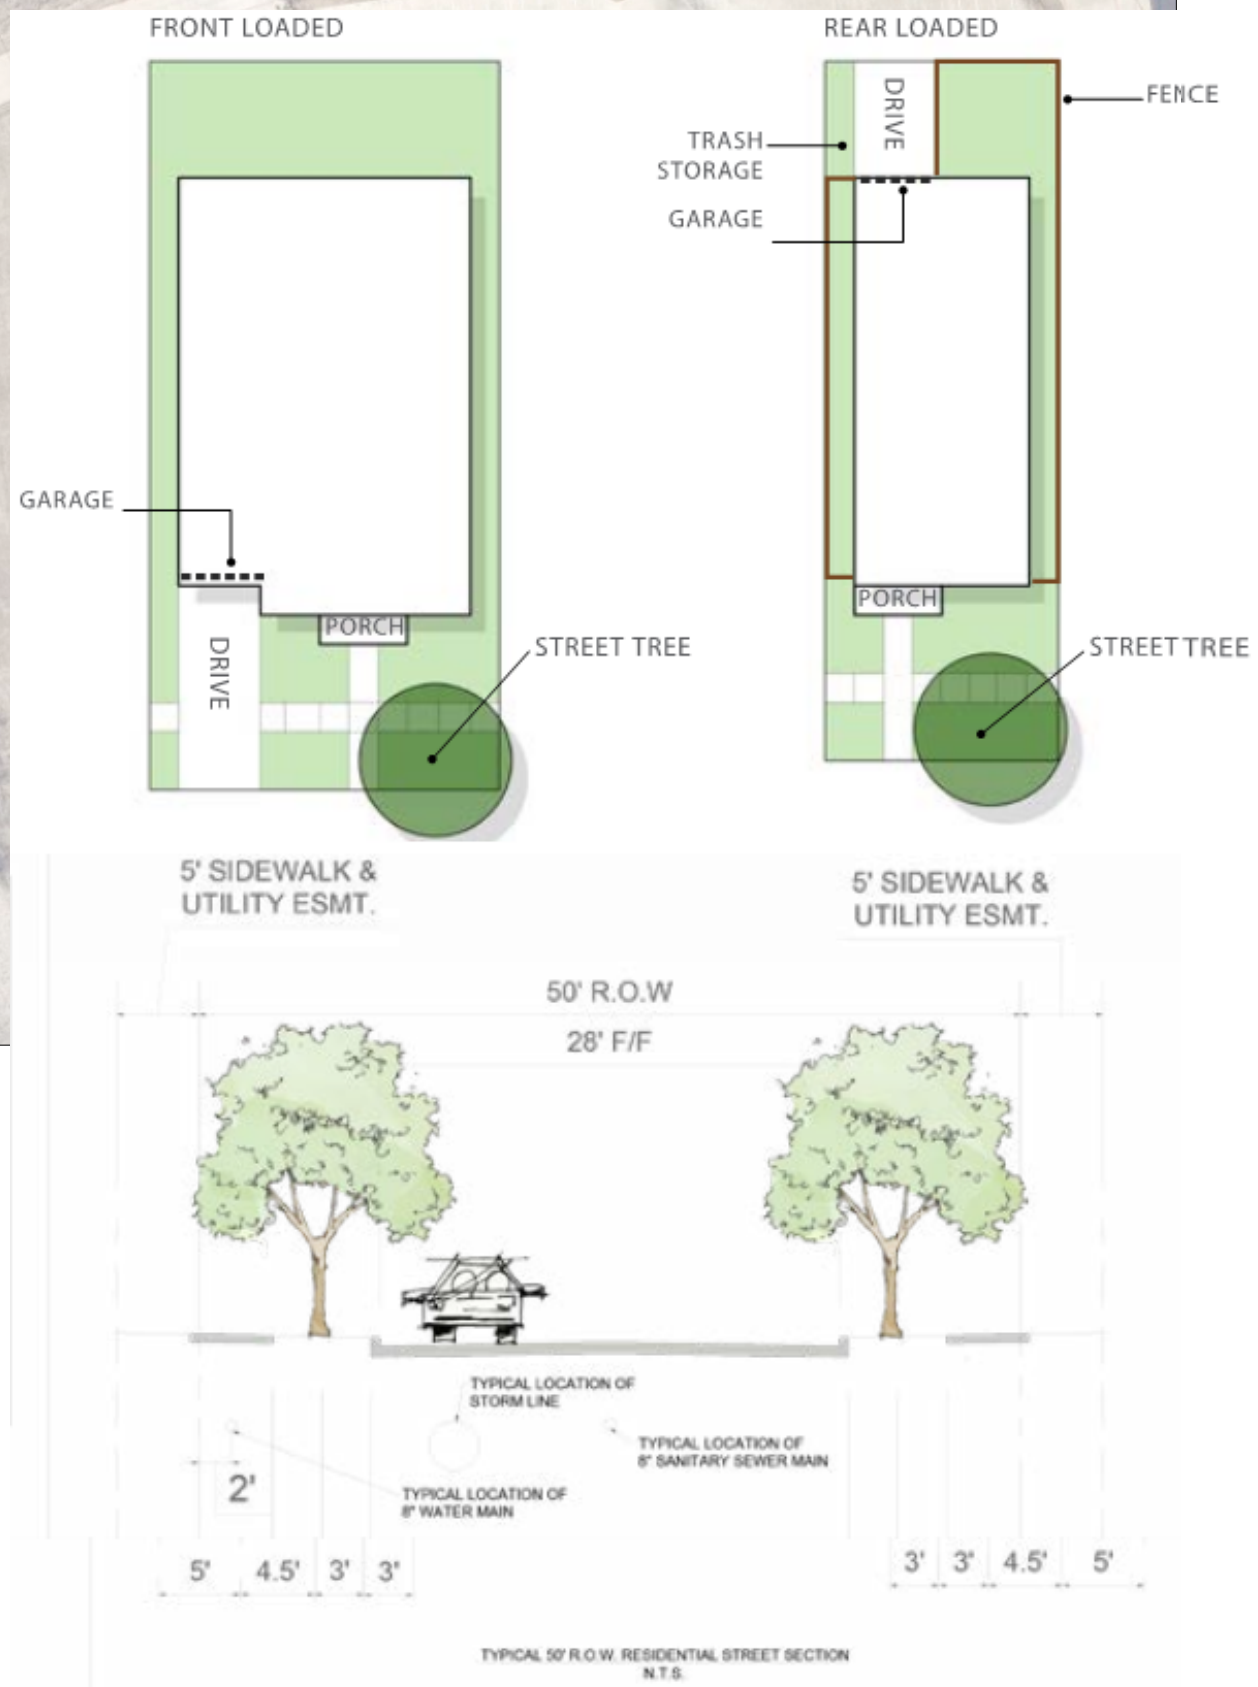 FRONT LOADED
GARAGE
DRIVE
PORCH
STREET TREE
REAR LOADED
DRIVE
FENCE
TRASH
STORAGE
GARAGE
PORCH
STREET TREE
5' SIDEWALK &
UTILITY ESMT.
5' SIDEWALK &
UTILITY ESMT.
50' R.O.W
28' F/F
TYPICAL LOCATION OF
STORM LINE
TYPICAL LOCATION OF
8" SANITARY SEWER MAIN
2'
TYPICAL LOCATION OF
8" WATER MAIN
5' 4.5' 3' 3'
3' 3' 4.5' 5'
TYPICAL 50' R.O.W. RESIDENTIAL STREET SECTION
N.T.S.